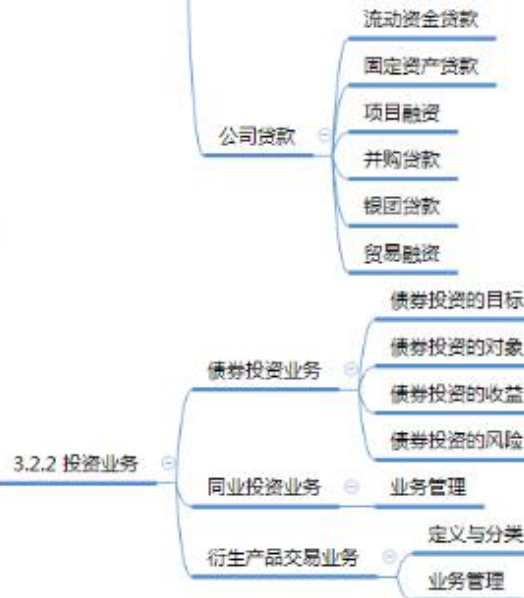 流动资金贷款
固定资产贷款
项目融资
公司贷款
并购贷款
银团贷款
贸易融资
债券投资的目标
债券投资的对象
债券投资业务
债券投资的收益
债券投资的风险
3.2.2 投资业务
同业投资业务
业务管理
定义与分类
衍生产品交易业务
业务管理